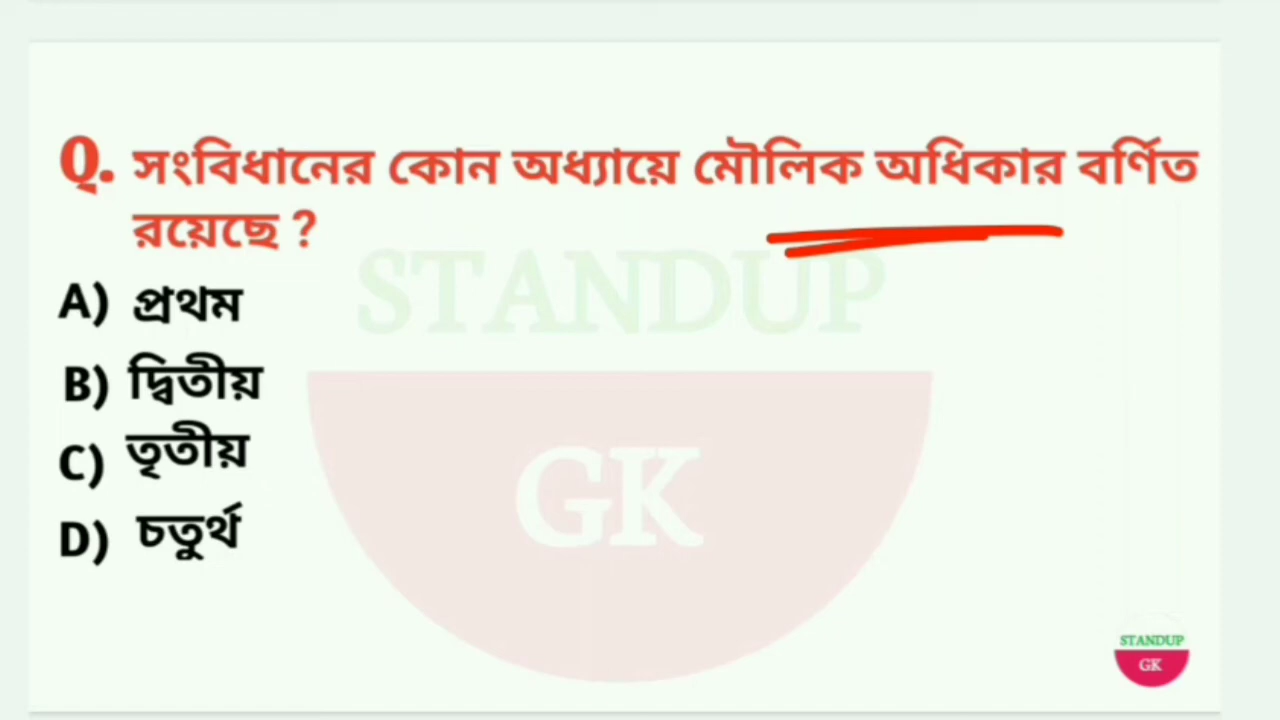 Q. সংবিধানের কোন অধ্যায়ে মৌলিক অধিকার বর্ণিত
রয়েছে ?
A) প্রথম
B) দ্বিতীয়
C) তৃতীয়
D) চতুর্থ
STANDUP
GK
STANDUP
GK